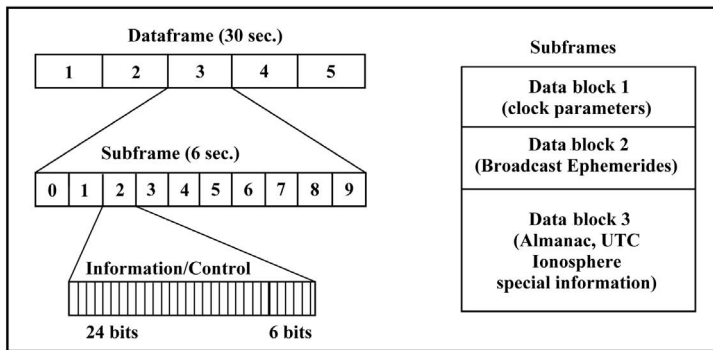 Dataframe (30 sec.)
1 2 3 4 5
Subframe (6 sec.)
0 1 2 3 4 5 6 7 8 9
Information/Control
24 bits 6 bits
Subframes
Data block 1
(clock parameters)
Data block 2
(Broadcast Ephemerides)
Data block 3
(Almanac, UTC
Ionosphere
special information)